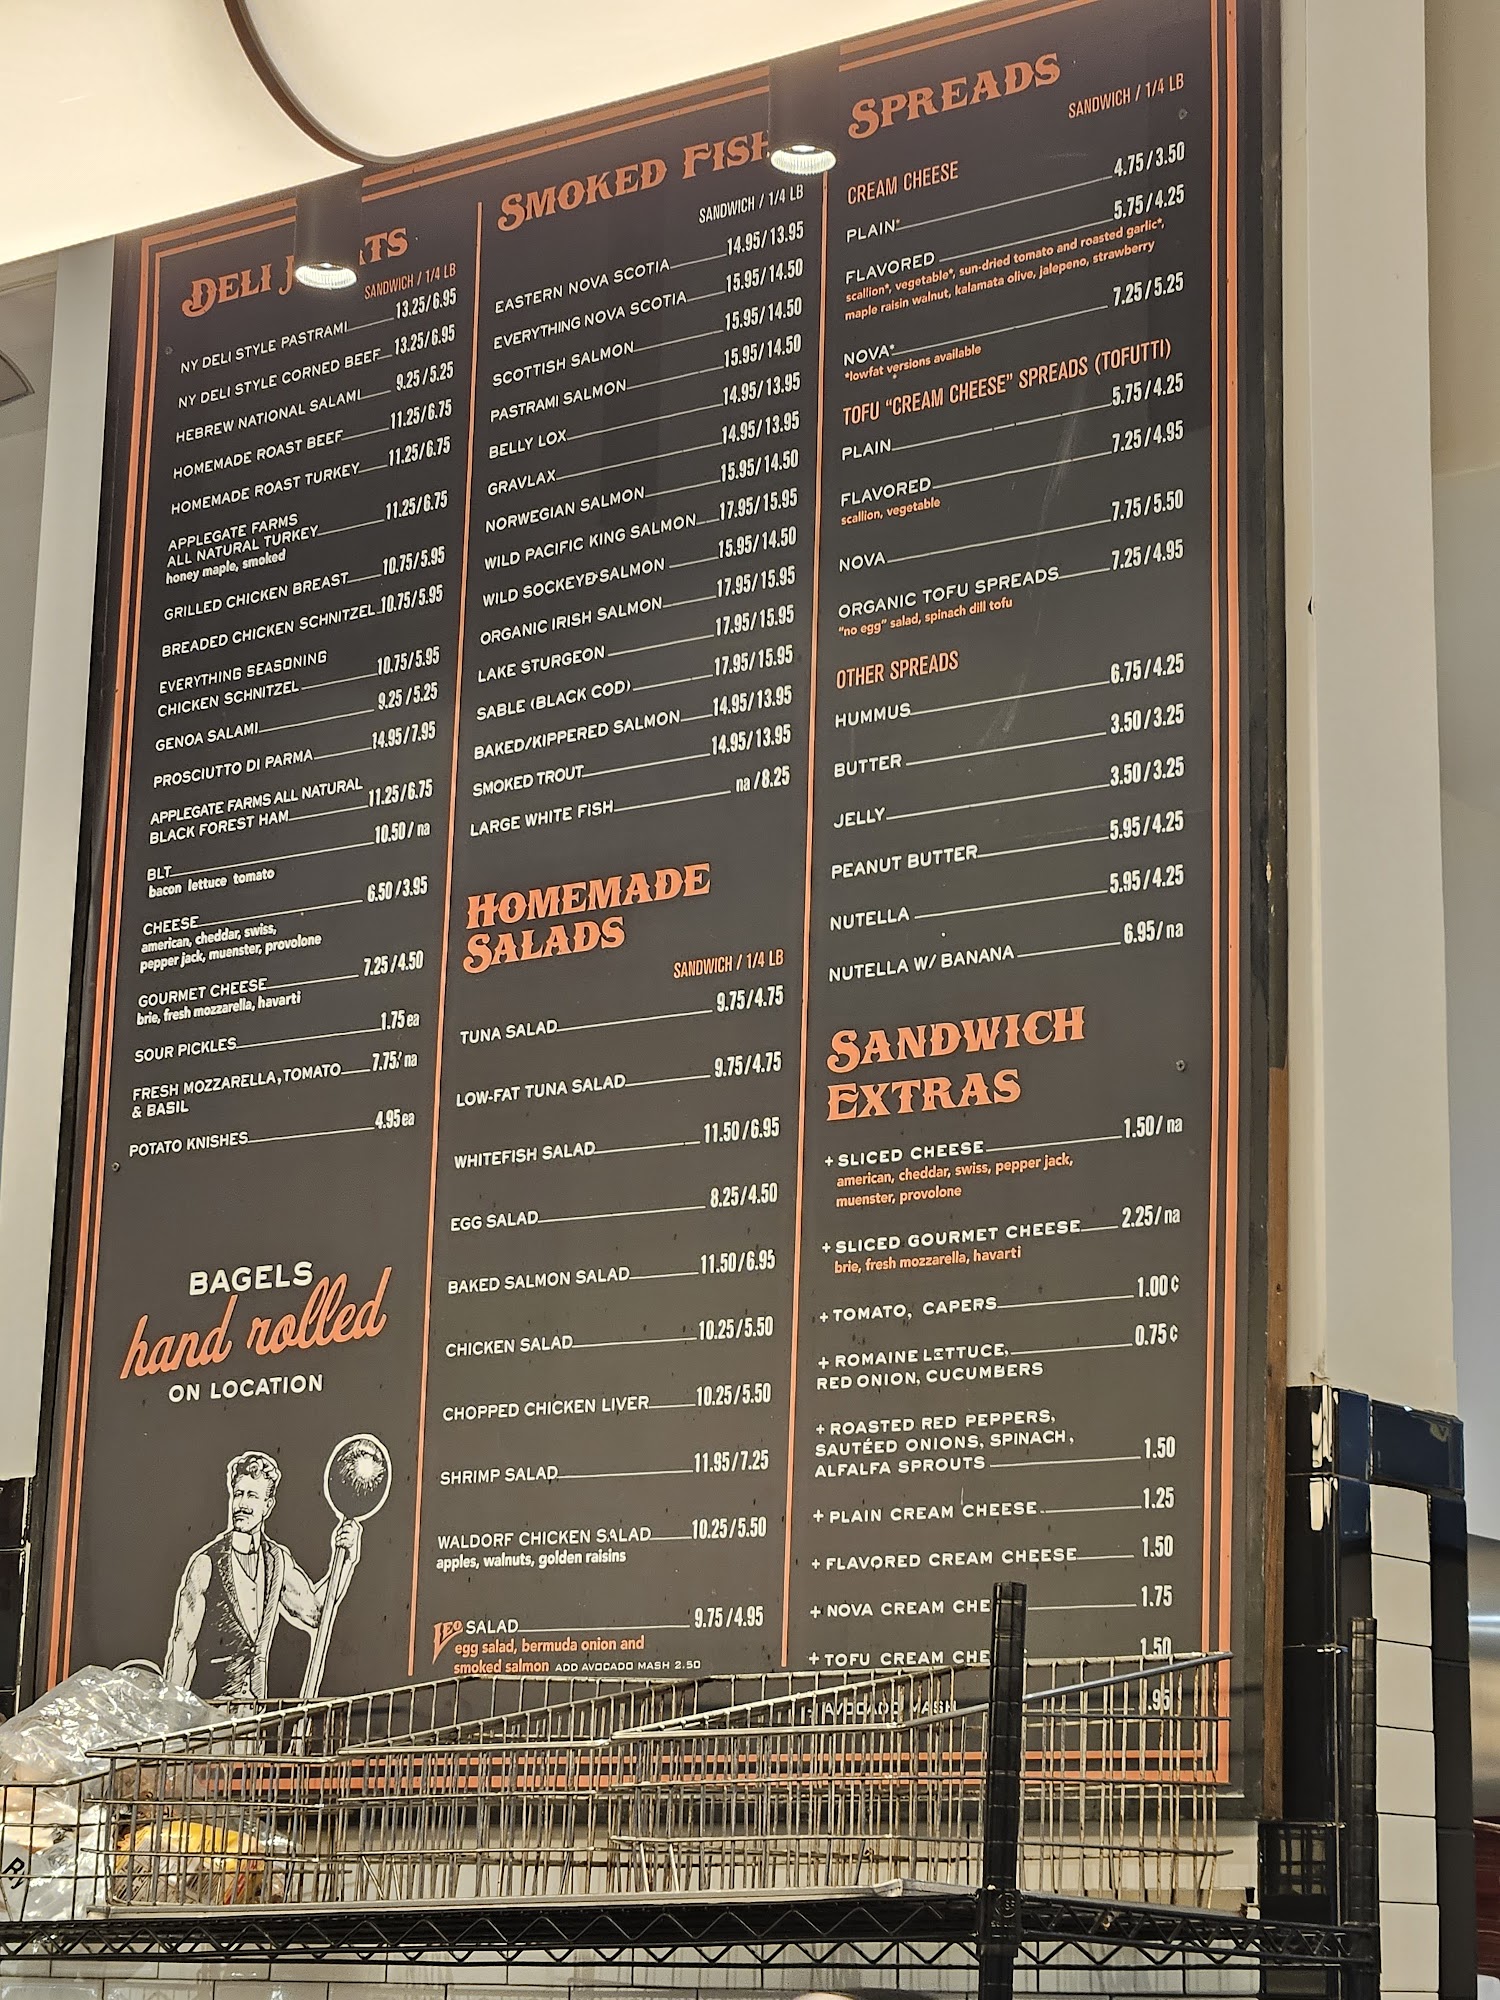 DELI
SANDWICH / 1/4 LB
NY DELI STYLE PASTRAMI 13.25/6.95
NY DELI STYLE CORNED BEEF 13.25/6.95
HEBREW NATIONAL SALAMI 9.25/5.25
HOMEMADE ROAST BEEF 11.25/6.75
HOMEMADE ROAST TURKEY 11.25/6.75
APPLEGATE FARMS
ALL NATURAL TURKEY 11.25/6.75
honey maple, smoked
GRILLED CHICKEN BREAST 10.75/5.95
BREADED CHICKEN SCHNITZEL 10.75/5.95
EVERYTHING SEASONING
CHICKEN SCHNITZEL 10.75/5.95
GENOA SALAMI 9.25/5.25
PROSCIUTTO DI PARMA 14.95/7.95
APPLEGATE FARMS ALL NATURAL
BLACK FOREST HAM 11.25/6.75
BLT 10.50/ na
bacon lettuce tomato
CHEESE 6.50/3.95
american, cheddar, swiss,
pepper jack, muenster, provolone
GOURMET CHEESE 7.25/4.50
brie, fresh mozzarella, havarti
SOUR PICKLES 1.75 ea
FRESH MOZZARELLA, TOMATO 7.75/ na
& BASIL
POTATO KNISHES 4.95 ea
BAGELS
hand rolled
ON LOCATION
SMOKED FISH
SANDWICH / 1/4 LB
EASTERN NOVA SCOTIA 14.95/13.95
EVERYTHING NOVA SCOTIA 15.95/14.50
SCOTTISH SALMON 15.95/14.50
PASTRAMI SALMON 15.95/14.50
BELLY LOX 14.95/13.95
GRAVLAX 14.95/13.95
NORWEGIAN SALMON 15.95/14.50
WILD PACIFIC KING SALMON 17.95/15.95
WILD SOCKEYE SALMON 15.95/14.50
ORGANIC IRISH SALMON 17.95/15.95
LAKE STURGEON 17.95/15.95
SABLE (BLACK COD) 17.95/15.95
BAKED/KIPPERED SALMON 14.95/13.95
SMOKED TROUT 14.95/13.95
LARGE WHITE FISH na /8.25
HOMEMADE
SALADS
SANDWICH / 1/4 LB
TUNA SALAD 9.75/4.75
LOW-FAT TUNA SALAD 9.75/4.75
WHITEFISH SALAD 11.50/6.95
EGG SALAD 8.25/4.50
BAKED SALMON SALAD 11.50/6.95
CHICKEN SALAD 10.25/5.50
CHOPPED CHICKEN LIVER 10.25/5.50
SHRIMP SALAD 11.95/7.25
WALDORF CHICKEN SALAD 10.25/5.50
apples, walnuts, golden raisins
LEO SALAD 9.75/4.95
egg salad, bermuda onion and
smoked salmon ADD AVOCADO MASH 2.50
SPREADS
SANDWICH / 1/4 LB
CREAM CHEESE
PLAIN* 4.75/3.50
FLAVORED 5.75/4.25
scallion*, vegetable*, sun-dried tomato and roasted garlic*,
maple raisin walnut, kalamata olive, jalepeno, strawberry
NOVA* 7.25/5.25
*lowfat versions available
TOFU "CREAM CHEESE" SPREADS (TOFUTTI)
PLAIN 5.75/4.25
FLAVORED 7.25/4.95
scallion, vegetable
NOVA 7.75/5.50
ORGANIC TOFU SPREADS 7.25/4.95
"no egg" salad, spinach dill tofu
OTHER SPREADS
HUMMUS 6.75/4.25
BUTTER 3.50/3.25
JELLY 3.50/3.25
PEANUT BUTTER 5.95/4.25
NUTELLA 5.95/4.25
NUTELLA W/ BANANA 6.95/ na
SANDWICH
EXTRAS
+ SLICED CHEESE 1.50/ na
american, cheddar, swiss, pepper jack,
muenster, provolone
+ SLICED GOURMET CHEESE 2.25/ na
brie, fresh mozzarella, havarti
+ TOMATO, CAPERS 1.00¢
+ ROMAINE LETTUCE, 0.75¢
RED ONION, CUCUMBERS
+ ROASTED RED PEPPERS,
SAUTÉED ONIONS, SPINACH,
ALFALFA SPROUTS 1.50
+ PLAIN CREAM CHEESE 1.25
+ FLAVORED CREAM CHEESE 1.50
+ NOVA CREAM CHE 1.75
+ TOFU CREAM CHE 1.50
AVOCADO MASH .95